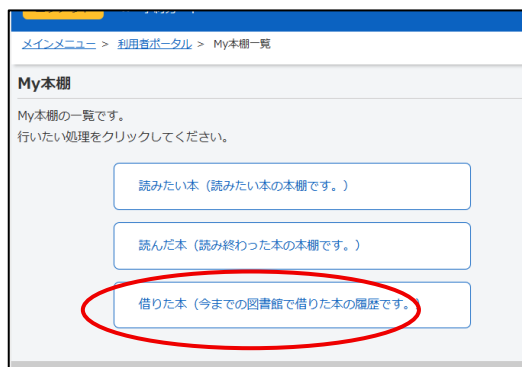 メインメニュー > 利用者ポータル > My本棚一覧
My本棚
My本棚の一覧です。
行いたい処理をクリックしてください。
読みたい本（読みたい本の本棚です。）
読んだ本（読み終わった本の本棚です。）
借りた本（今までの図書館で借りた本の履歴です。）